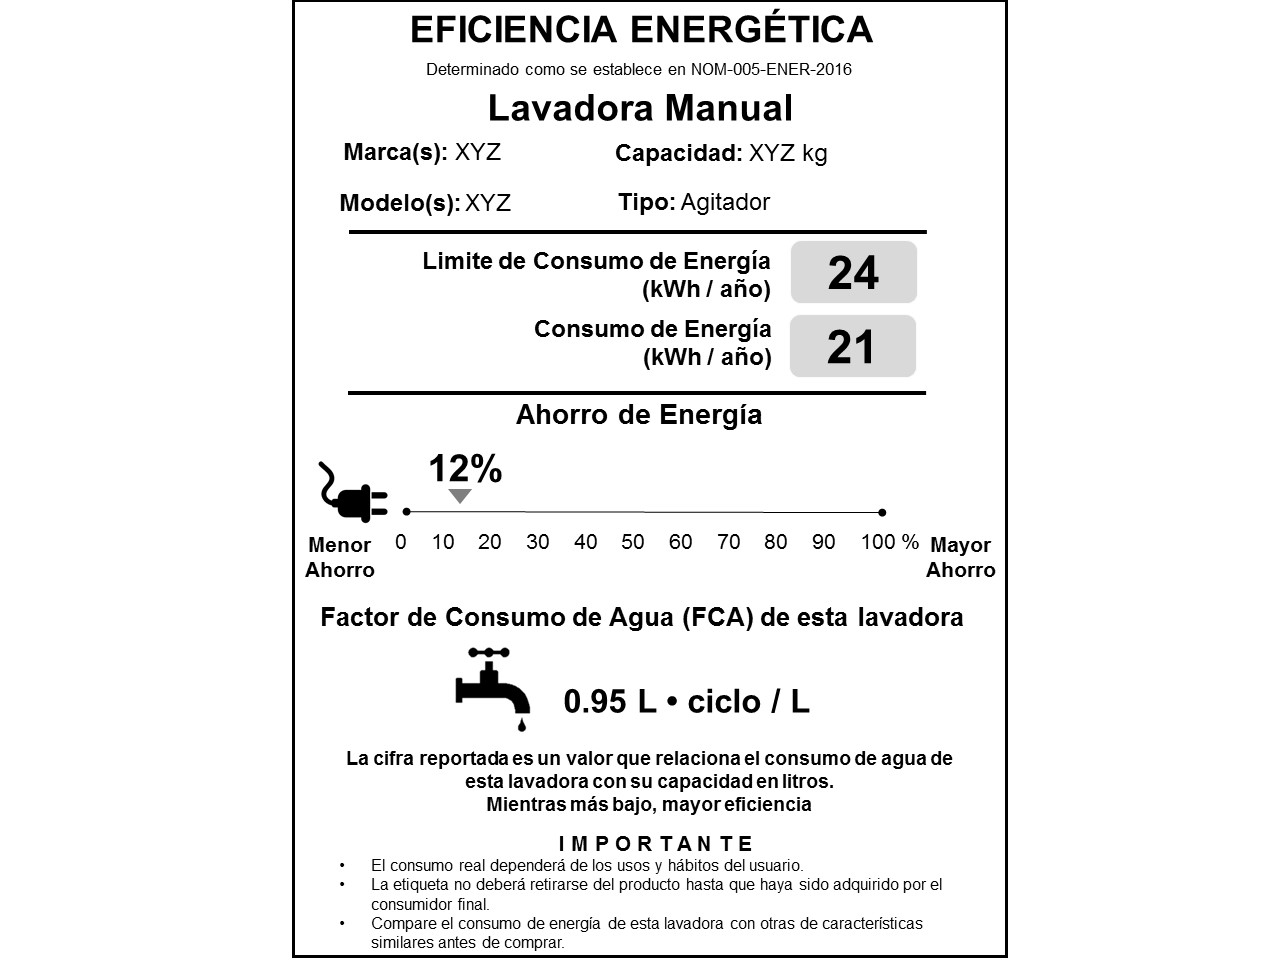 EFICIENCIA ENERGÉTICA
Determinado como se establece en NOM-005-ENER-2016
Lavadora Manual
Marca(s): XYZ Capacidad: XYZ kg
Modelo(s): XYZ Tipo: Agitador
Limite de Consumo de Energía
(kWh / año)
24
Consumo de Energía
(kWh / año)
21
Ahorro de Energía
12%
0 10 20 30 40 50 60 70 80 90 100 %
Menor
Ahorro
Mayor
Ahorro
Factor de Consumo de Agua (FCA) de esta lavadora
0.95 L • ciclo / L
La cifra reportada es un valor que relaciona el consumo de agua de
esta lavadora con su capacidad en litros.
Mientras más bajo, mayor eficiencia
I M P O R T A N T E
• El consumo real dependerá de los usos y hábitos del usuario.
• La etiqueta no deberá retirarse del producto hasta que haya sido adquirido por el
consumidor final.
• Compare el consumo de energía de esta lavadora con otras de características
similares antes de comprar.